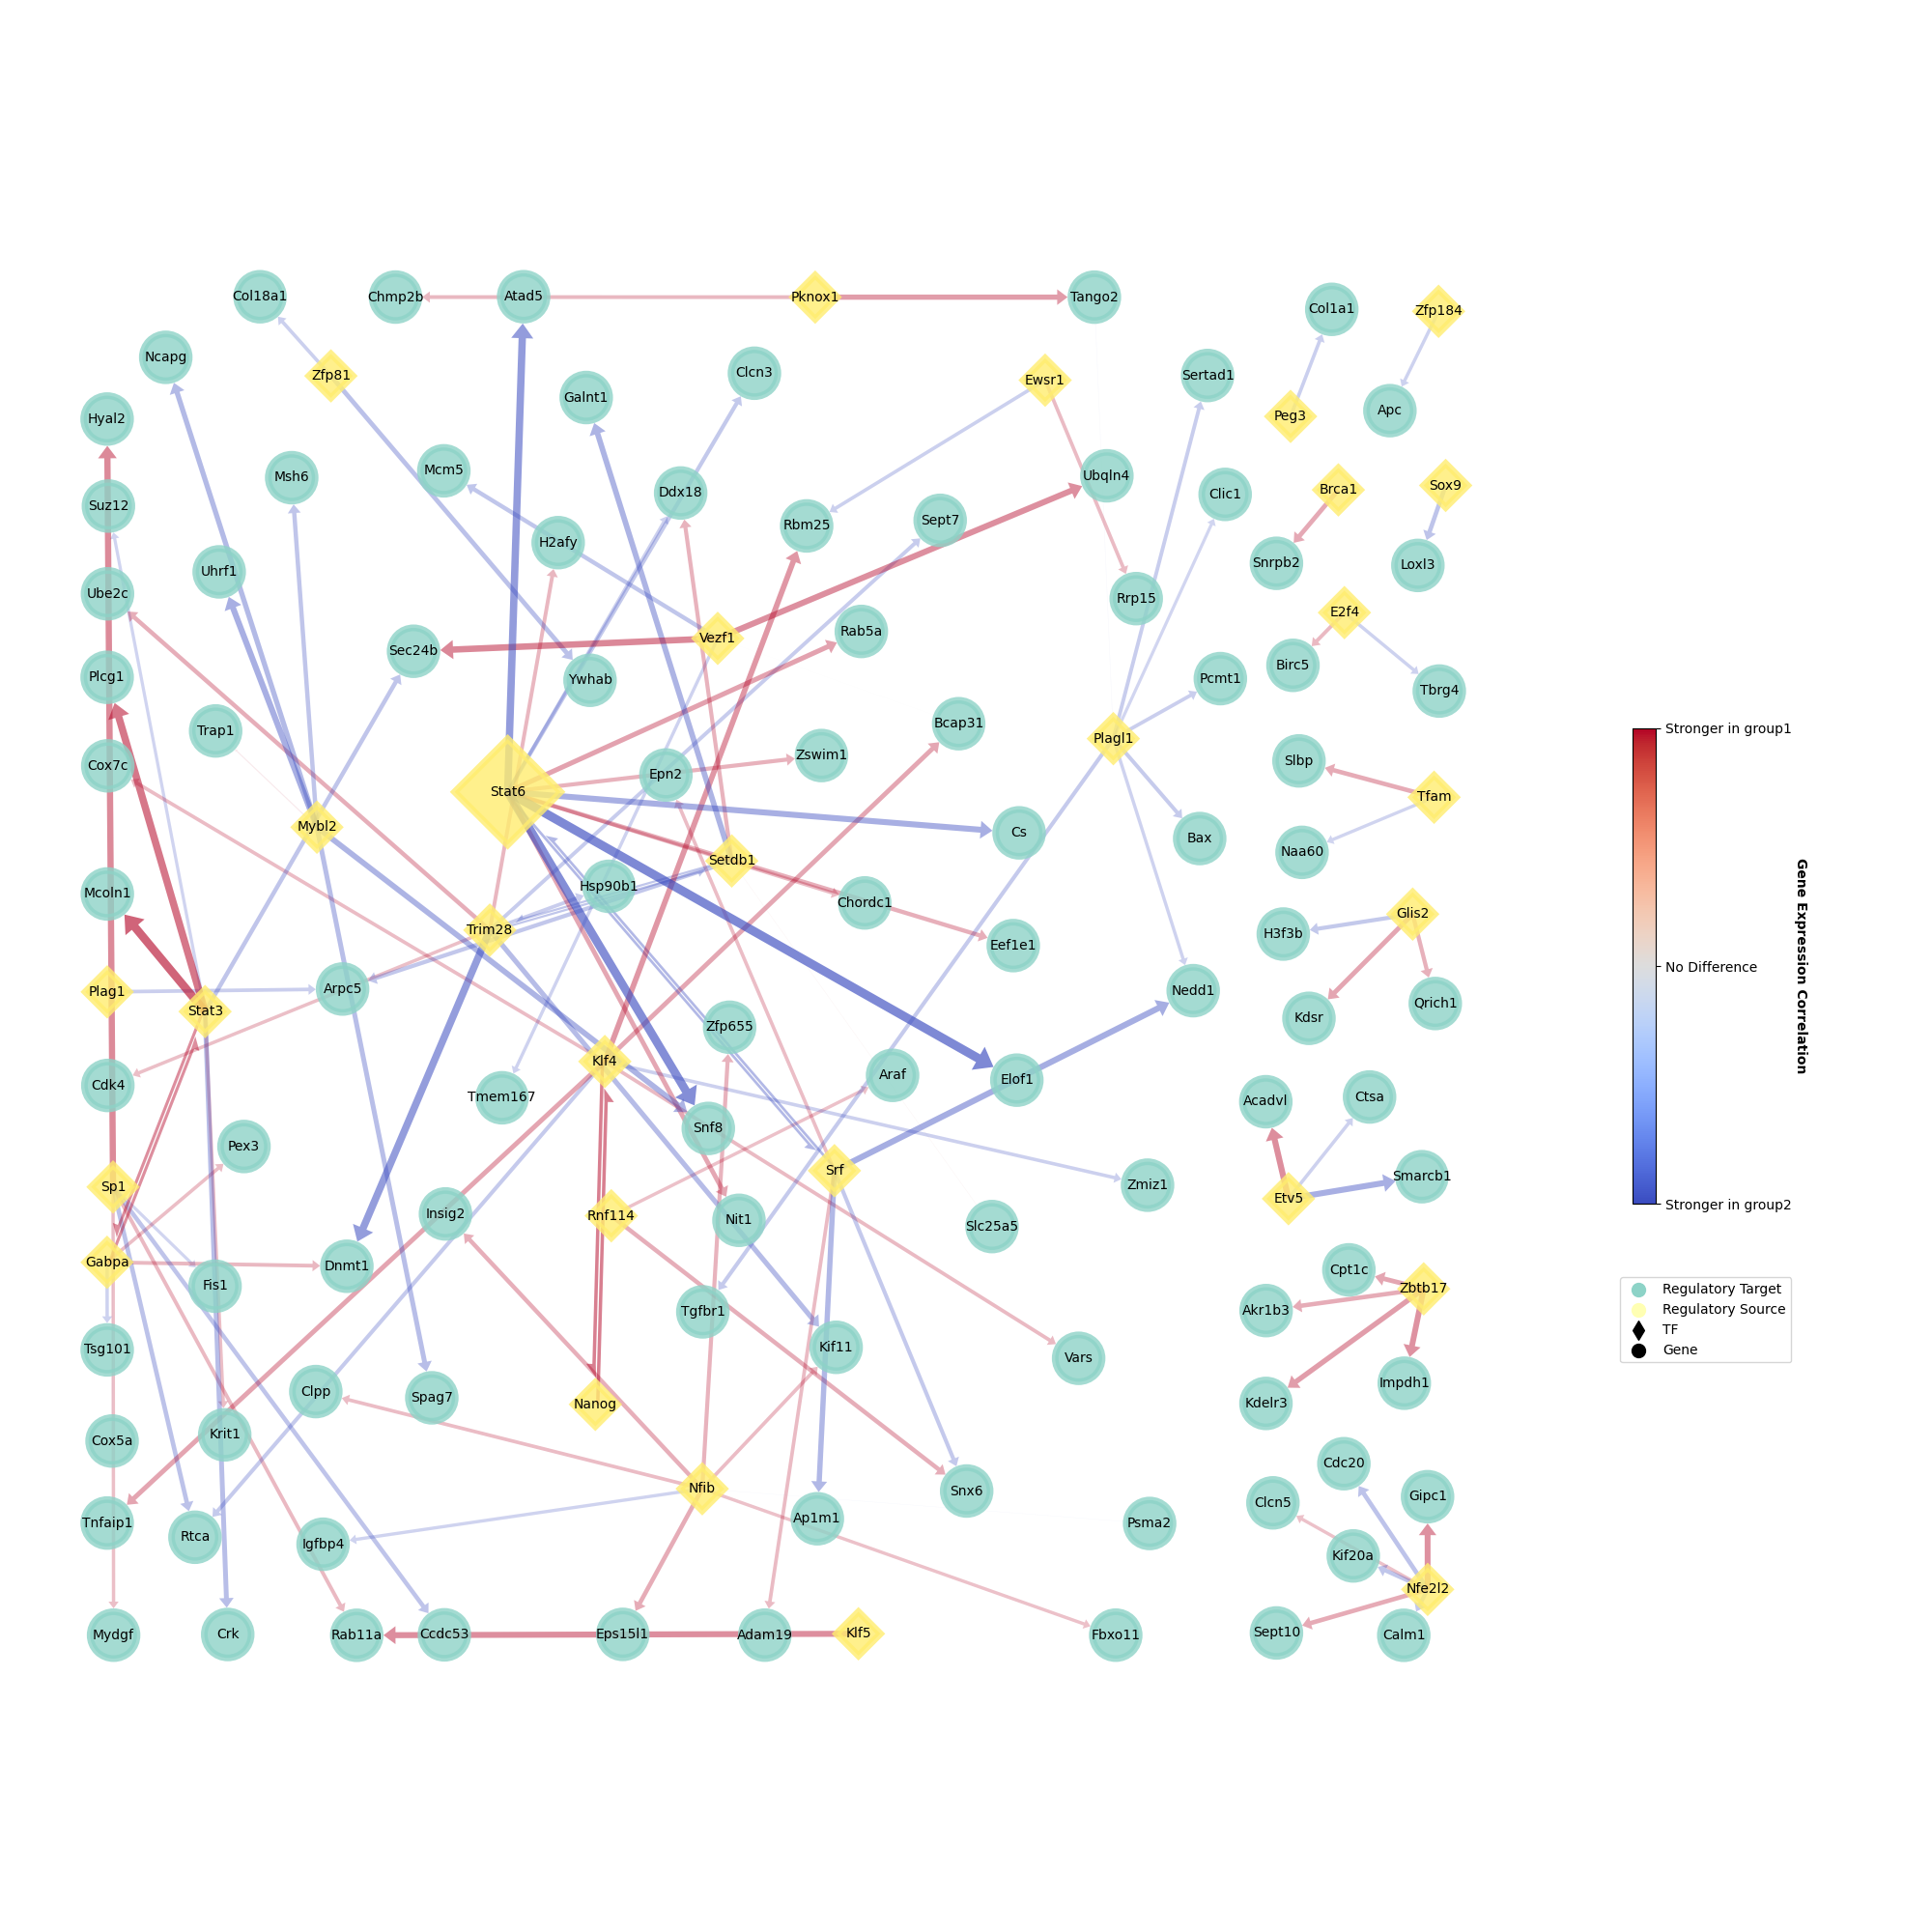 Col18a1
Chmp2b
Atad5
Pknox1
Tango2
Col1a1
Zfp184
Ncapg
Zfp81
Clcn3
Ewsr1
Sertad1
Galnt1
Peg3
Apc
Hyal2
Msh6
Mcm5
Ddx18
Ubqln4
Clic1
Brca1
Sox9
Suz12
H2afy
Rbm25
Sept7
Snrpb2
Loxl3
Ube2c
Uhrf1
Rrp15
E2f4
Sec24b
Vezf1
Rab5a
Birc5
Tbrg4
Plcg1
Ywhab
Pcmt1
Trap1
Bcap31
Plagl1
Stronger in group1
Cox7c
Stat6
Epn2
Zswim1
Slbp
Tfam
Mybl2
Cs
Bax
Naa60
Setdb1
Mcoln1
Hsp90b1
Chordc1
Glis2
Trim28
Eef1e1
H3f3b
No Difference
Gene Expression Correlation
Plag1
Arpc5
Stat3
Nedd1
Kdsr
Qrich1
Zfp655
Klf4
Cdk4
Tmem167
Araf
Elof1
Acadvl
Ctsa
Snf8
Pex3
Sp1
Srf
Zmiz1
Etv5
Smarcb1
Stronger in group2
Insig2
Rnf114
Nit1
Slc25a5
Gabpa
Fis1
Dnmt1
Cpt1c
Zbtb17
Akr1b3
Regulatory Target
Regulatory Source
TF
Gene
Tgfbr1
Tsg101
Kif11
Vars
Clpp
Spag7
Nanog
Kdelr3
Impdh1
Cox5a
Krit1
Cdc20
Nfib
Snx6
Clcn5
Gipc1
Tnfaip1
Rtca
Igfbp4
Ap1m1
Psma2
Kif20a
Nfe2l2
Mydgf
Crk
Rab11a
Ccdc53
Eps15l1
Adam19
Klf5
Fbxo11
Sept10
Calm1